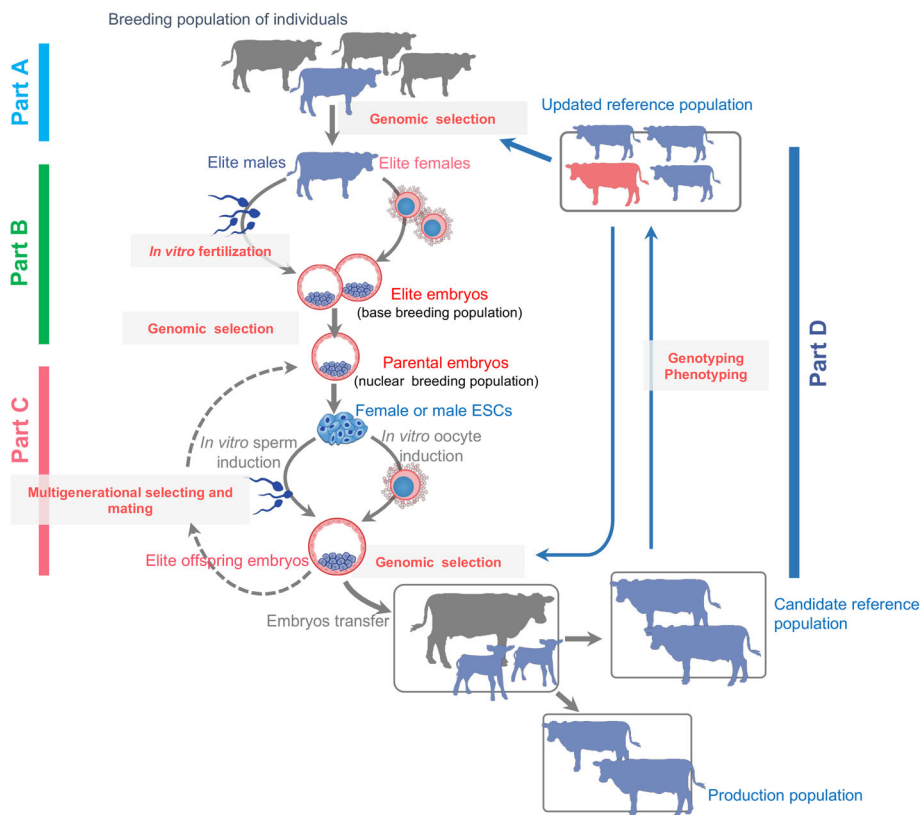 Breeding population of individuals
Part A
Genomic selection
Updated reference population
Elite males
Elite females
Part B
In vitro fertilization
Elite embryos
(base breeding population)
Genomic selection
Parental embryos
(nuclear breeding population)
Genotyping
Phenotyping
Part D
Part C
Female or male ESCs
In vitro sperm
induction
In vitro oocyte
induction
Multigenerational selecting and
mating
Elite offspring embryos
Genomic selection
Embryos transfer
Candidate reference
population
Production population